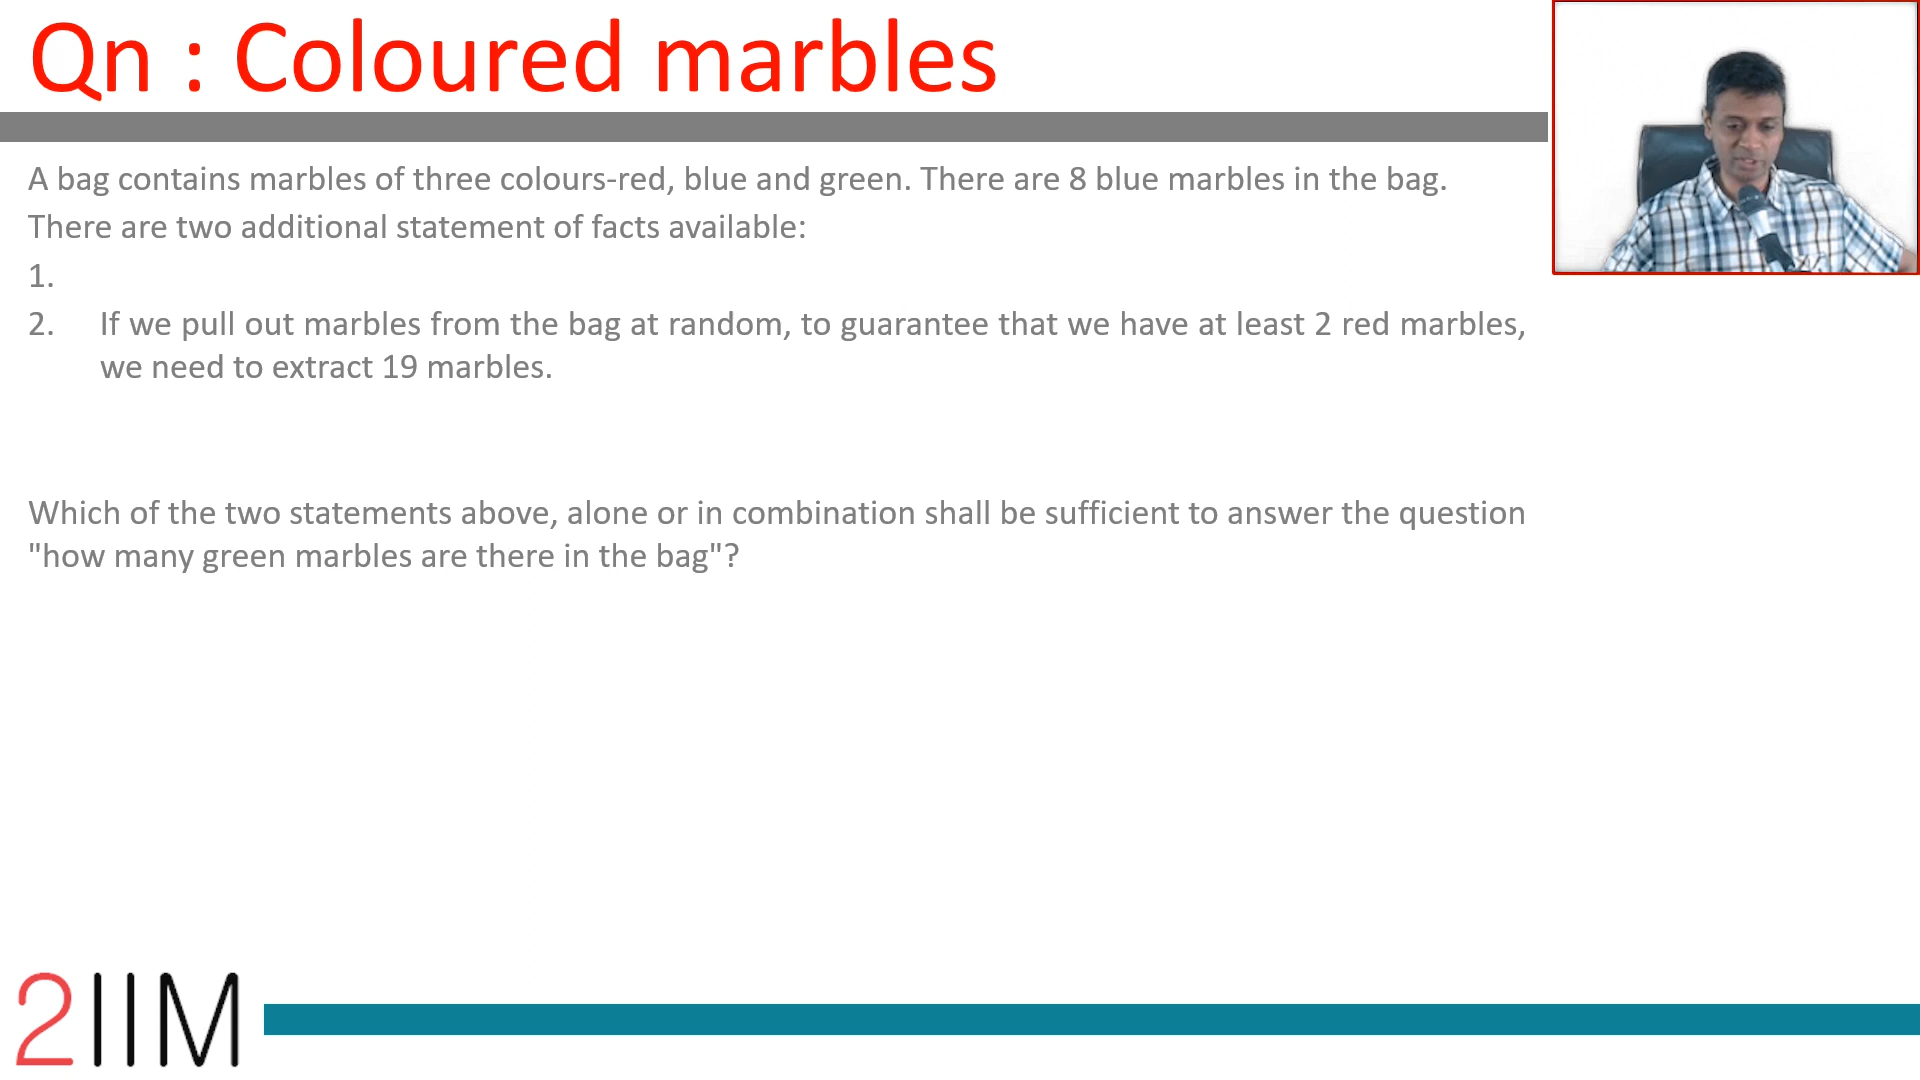 Qn : Coloured marbles
A bag contains marbles of three colours-red, blue and green. There are 8 blue marbles in the bag.
There are two additional statement of facts available:
1.
2. If we pull out marbles from the bag at random, to guarantee that we have at least 2 red marbles,
we need to extract 19 marbles.
Which of the two statements above, alone or in combination shall be sufficient to answer the question
"how many green marbles are there in the bag"?
2IIM